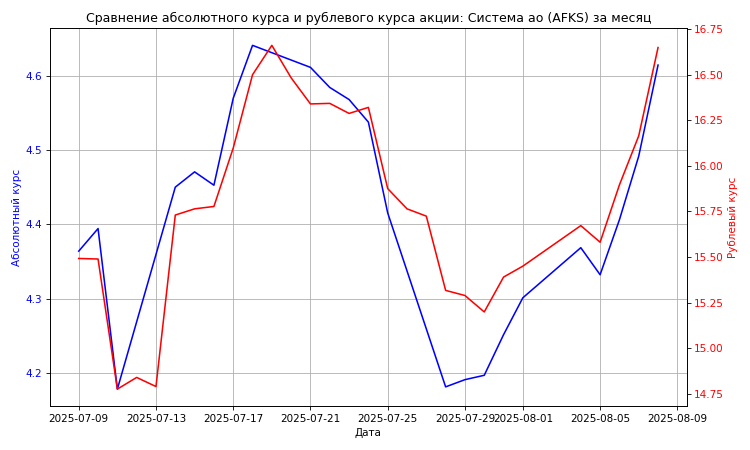 Сравнение абсолютного курса и рублевого курса акции: Система ао (AFKS) за месяц
16.75
4.6
16.50
16.25
4.5
16.00
15.75
4.4
15.50
4.3
15.25
15.00
4.2
14.75
Абсолютный курс
Рублевый курс
2025-07-09 2025-07-13 2025-07-17 2025-07-21 2025-07-25 2025-07-29 2025-08-01 2025-08-05 2025-08-09
Дата